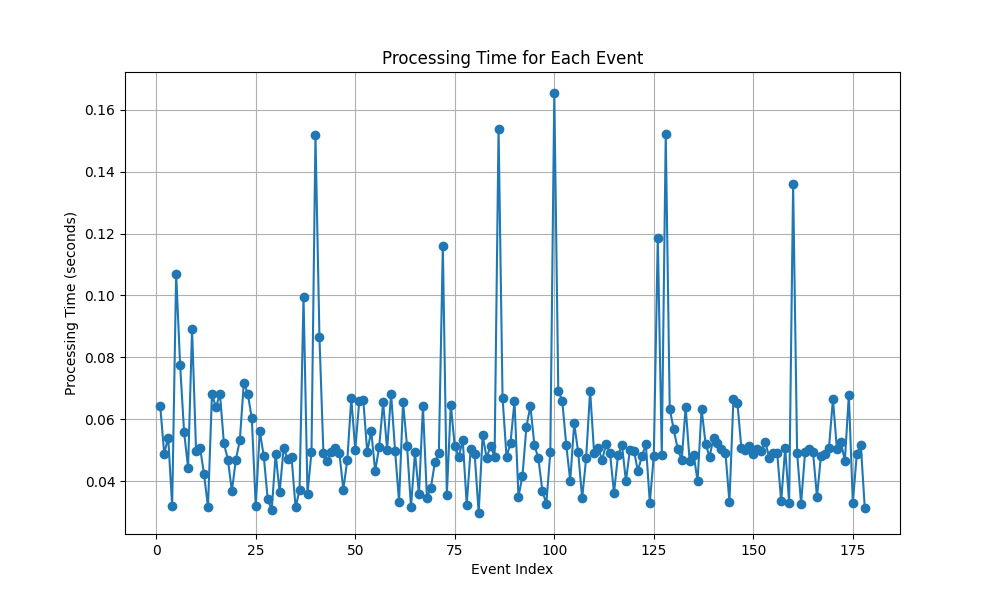 Processing Time for Each Event
Processing Time (seconds)
0.16
0.14
0.12
0.10
0.08
0.06
0.04
0 25 50 75 100 125 150 175
Event Index